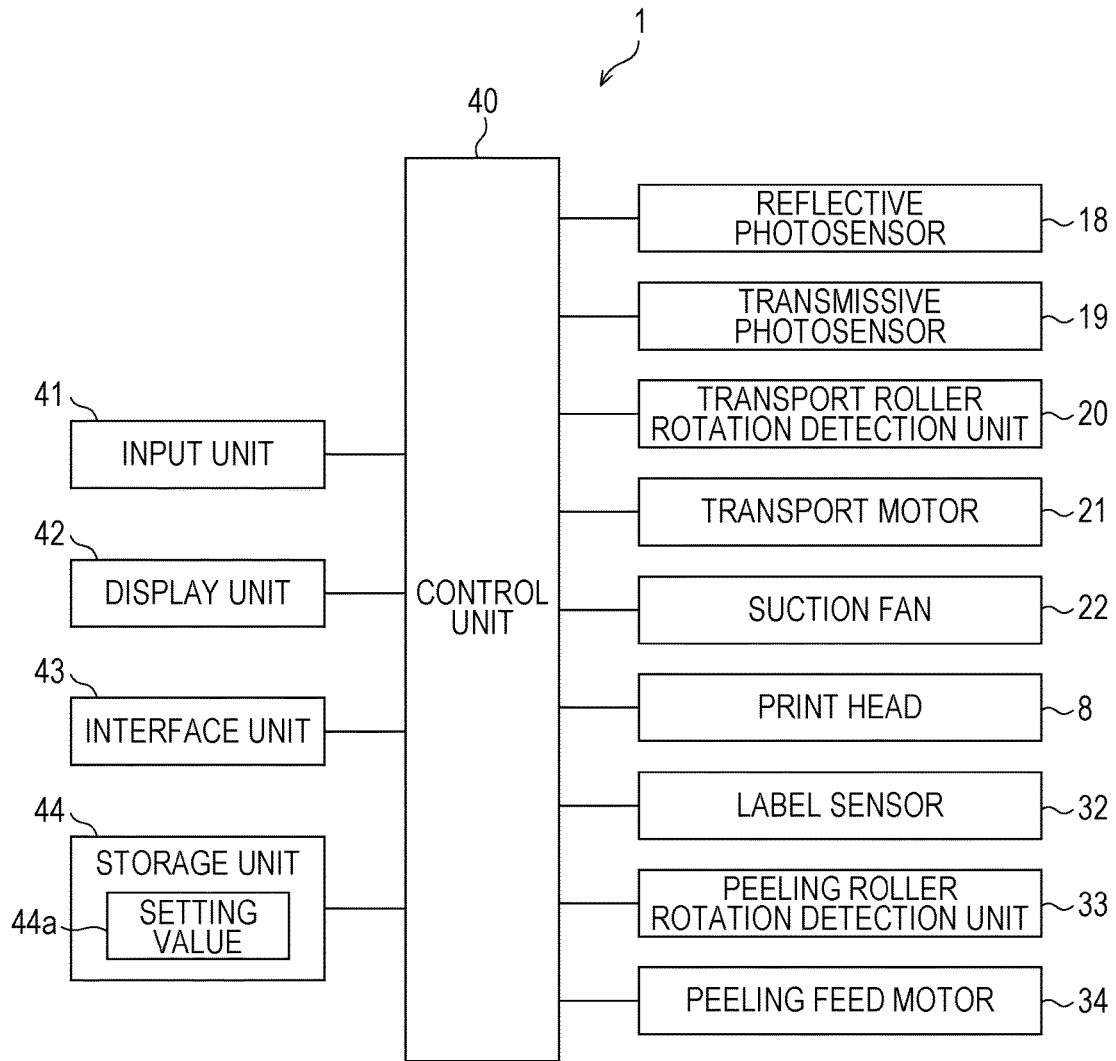 1
40
REFLECTIVE
PHOTOSENSOR
18
TRANSMISSIVE
PHOTOSENSOR
19
41
INPUT UNIT
TRANSPORT ROLLER
ROTATION DETECTION UNIT
20
TRANSPORT MOTOR
21
42
DISPLAY UNIT
CONTROL
UNIT
SUCTION FAN
22
43
INTERFACE UNIT
PRINT HEAD
8
44
STORAGE UNIT
44a
SETTING
VALUE
LABEL SENSOR
32
PEELING ROLLER
ROTATION DETECTION UNIT
33
PEELING FEED MOTOR
34